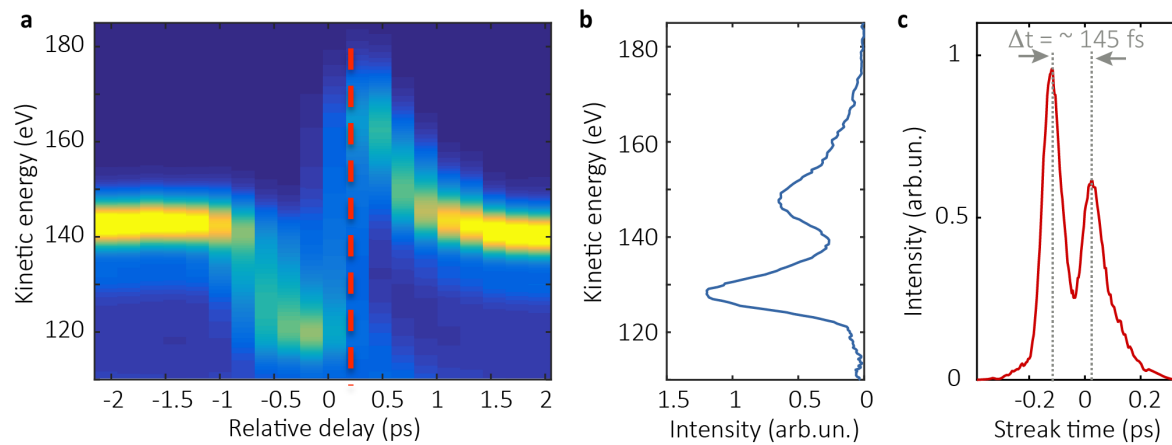 a
180
160
140
120
Kinetic energy (eV)
-2 -1.5 -1 -0.5 0 0.5 1 1.5 2
Relative delay (ps)
b
180
160
140
120
Kinetic energy (eV)
1.5 1 0.5 0
Intensity (arb.un.)
c
Δt = ~ 145 fs
1
0.5
0
Intensity (arb.un.)
-0.2 0 0.2
Streak time (ps)